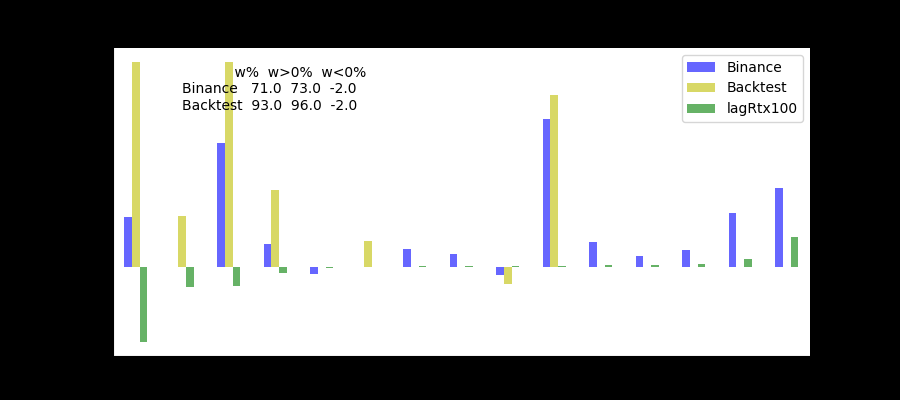 w%  w>0%  w<0%
Binance   71.0  73.0  -2.0
Backtest  93.0  96.0  -2.0
Binance
Backtest
lagRtx100